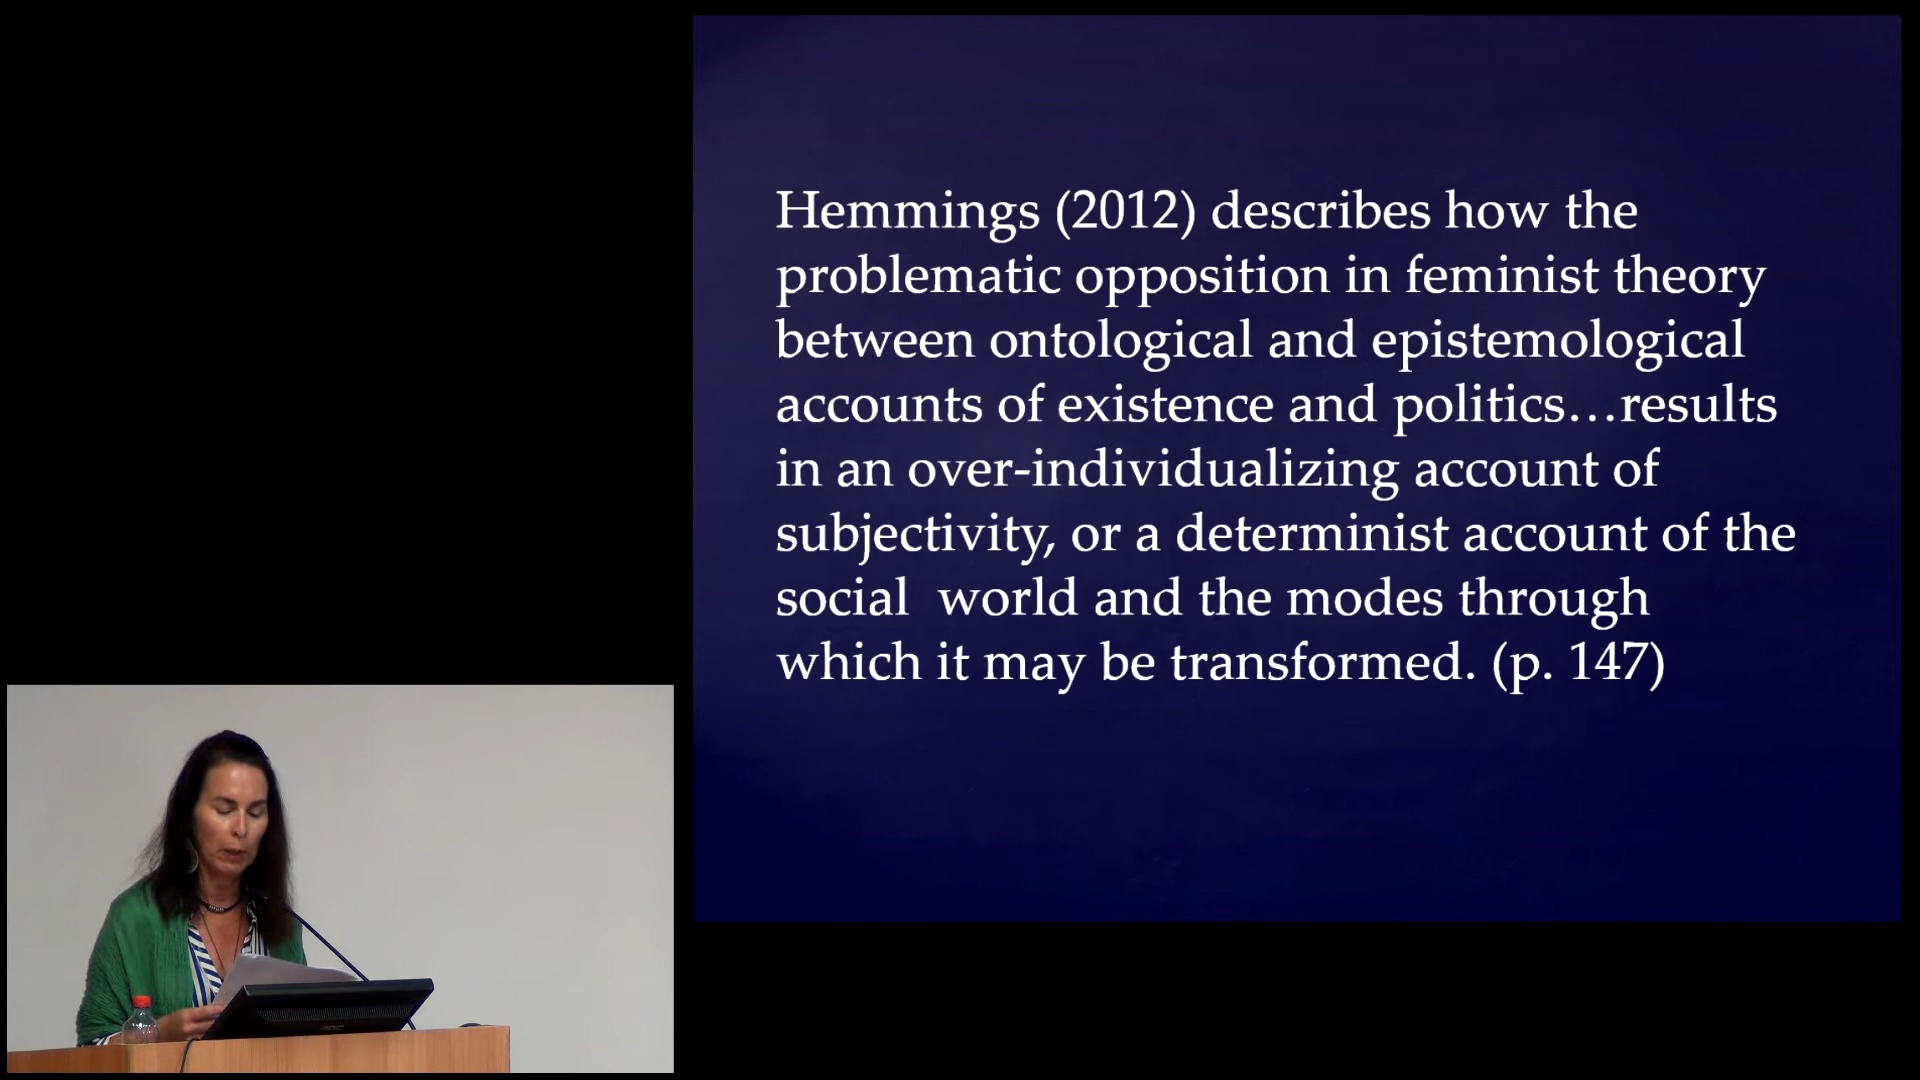 Hemmings (2012) describes how the
problematic opposition in feminist theory
between ontological and epistemological
accounts of existence and politics…results
in an over-individualizing account of
subjectivity, or a determinist account of the
social  world and the modes through
which it may be transformed. (p. 147)